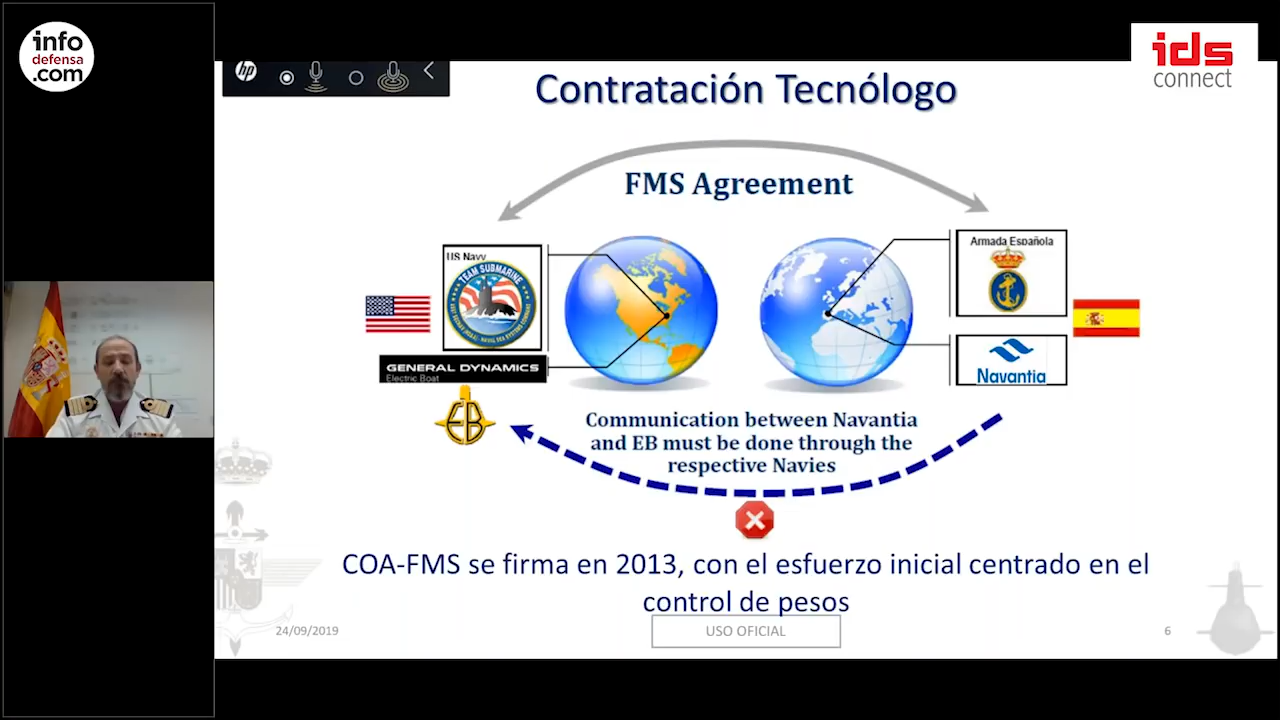 info
defensa
.com
ids
connect
hp
Contratación Tecnólogo
FMS Agreement
US Navy
TEAM SUBMARINE
Armada Española
GENERAL DYNAMICS
Electric Boat
Navantia
EB
Communication between Navantia
and EB must be done through the
respective Navies
COA-FMS se firma en 2013, con el esfuerzo inicial centrado en el
control de pesos
24/09/2019
USO OFICIAL
6